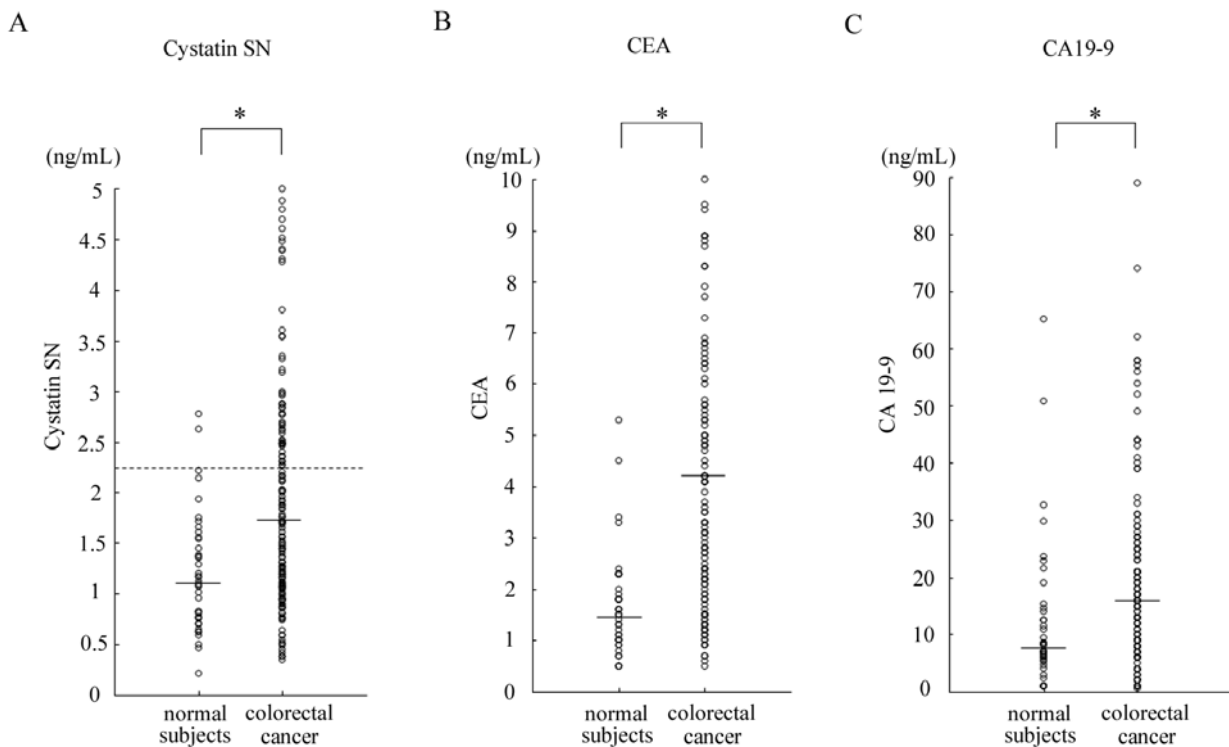 A
Cystatin SN
*
(ng/mL)
5
4.5
4
3.5
3
2.5
2
1.5
1
0.5
0
Cystatin SN
normal
subjects
colorectal
cancer
B
CEA
*
(ng/mL)
10
9
8
7
6
5
4
3
2
1
0
CEA
normal
subjects
colorectal
cancer
C
CA19-9
*
(ng/mL)
90
80
70
60
50
40
30
20
10
0
CA 19-9
normal
subjects
colorectal
cancer